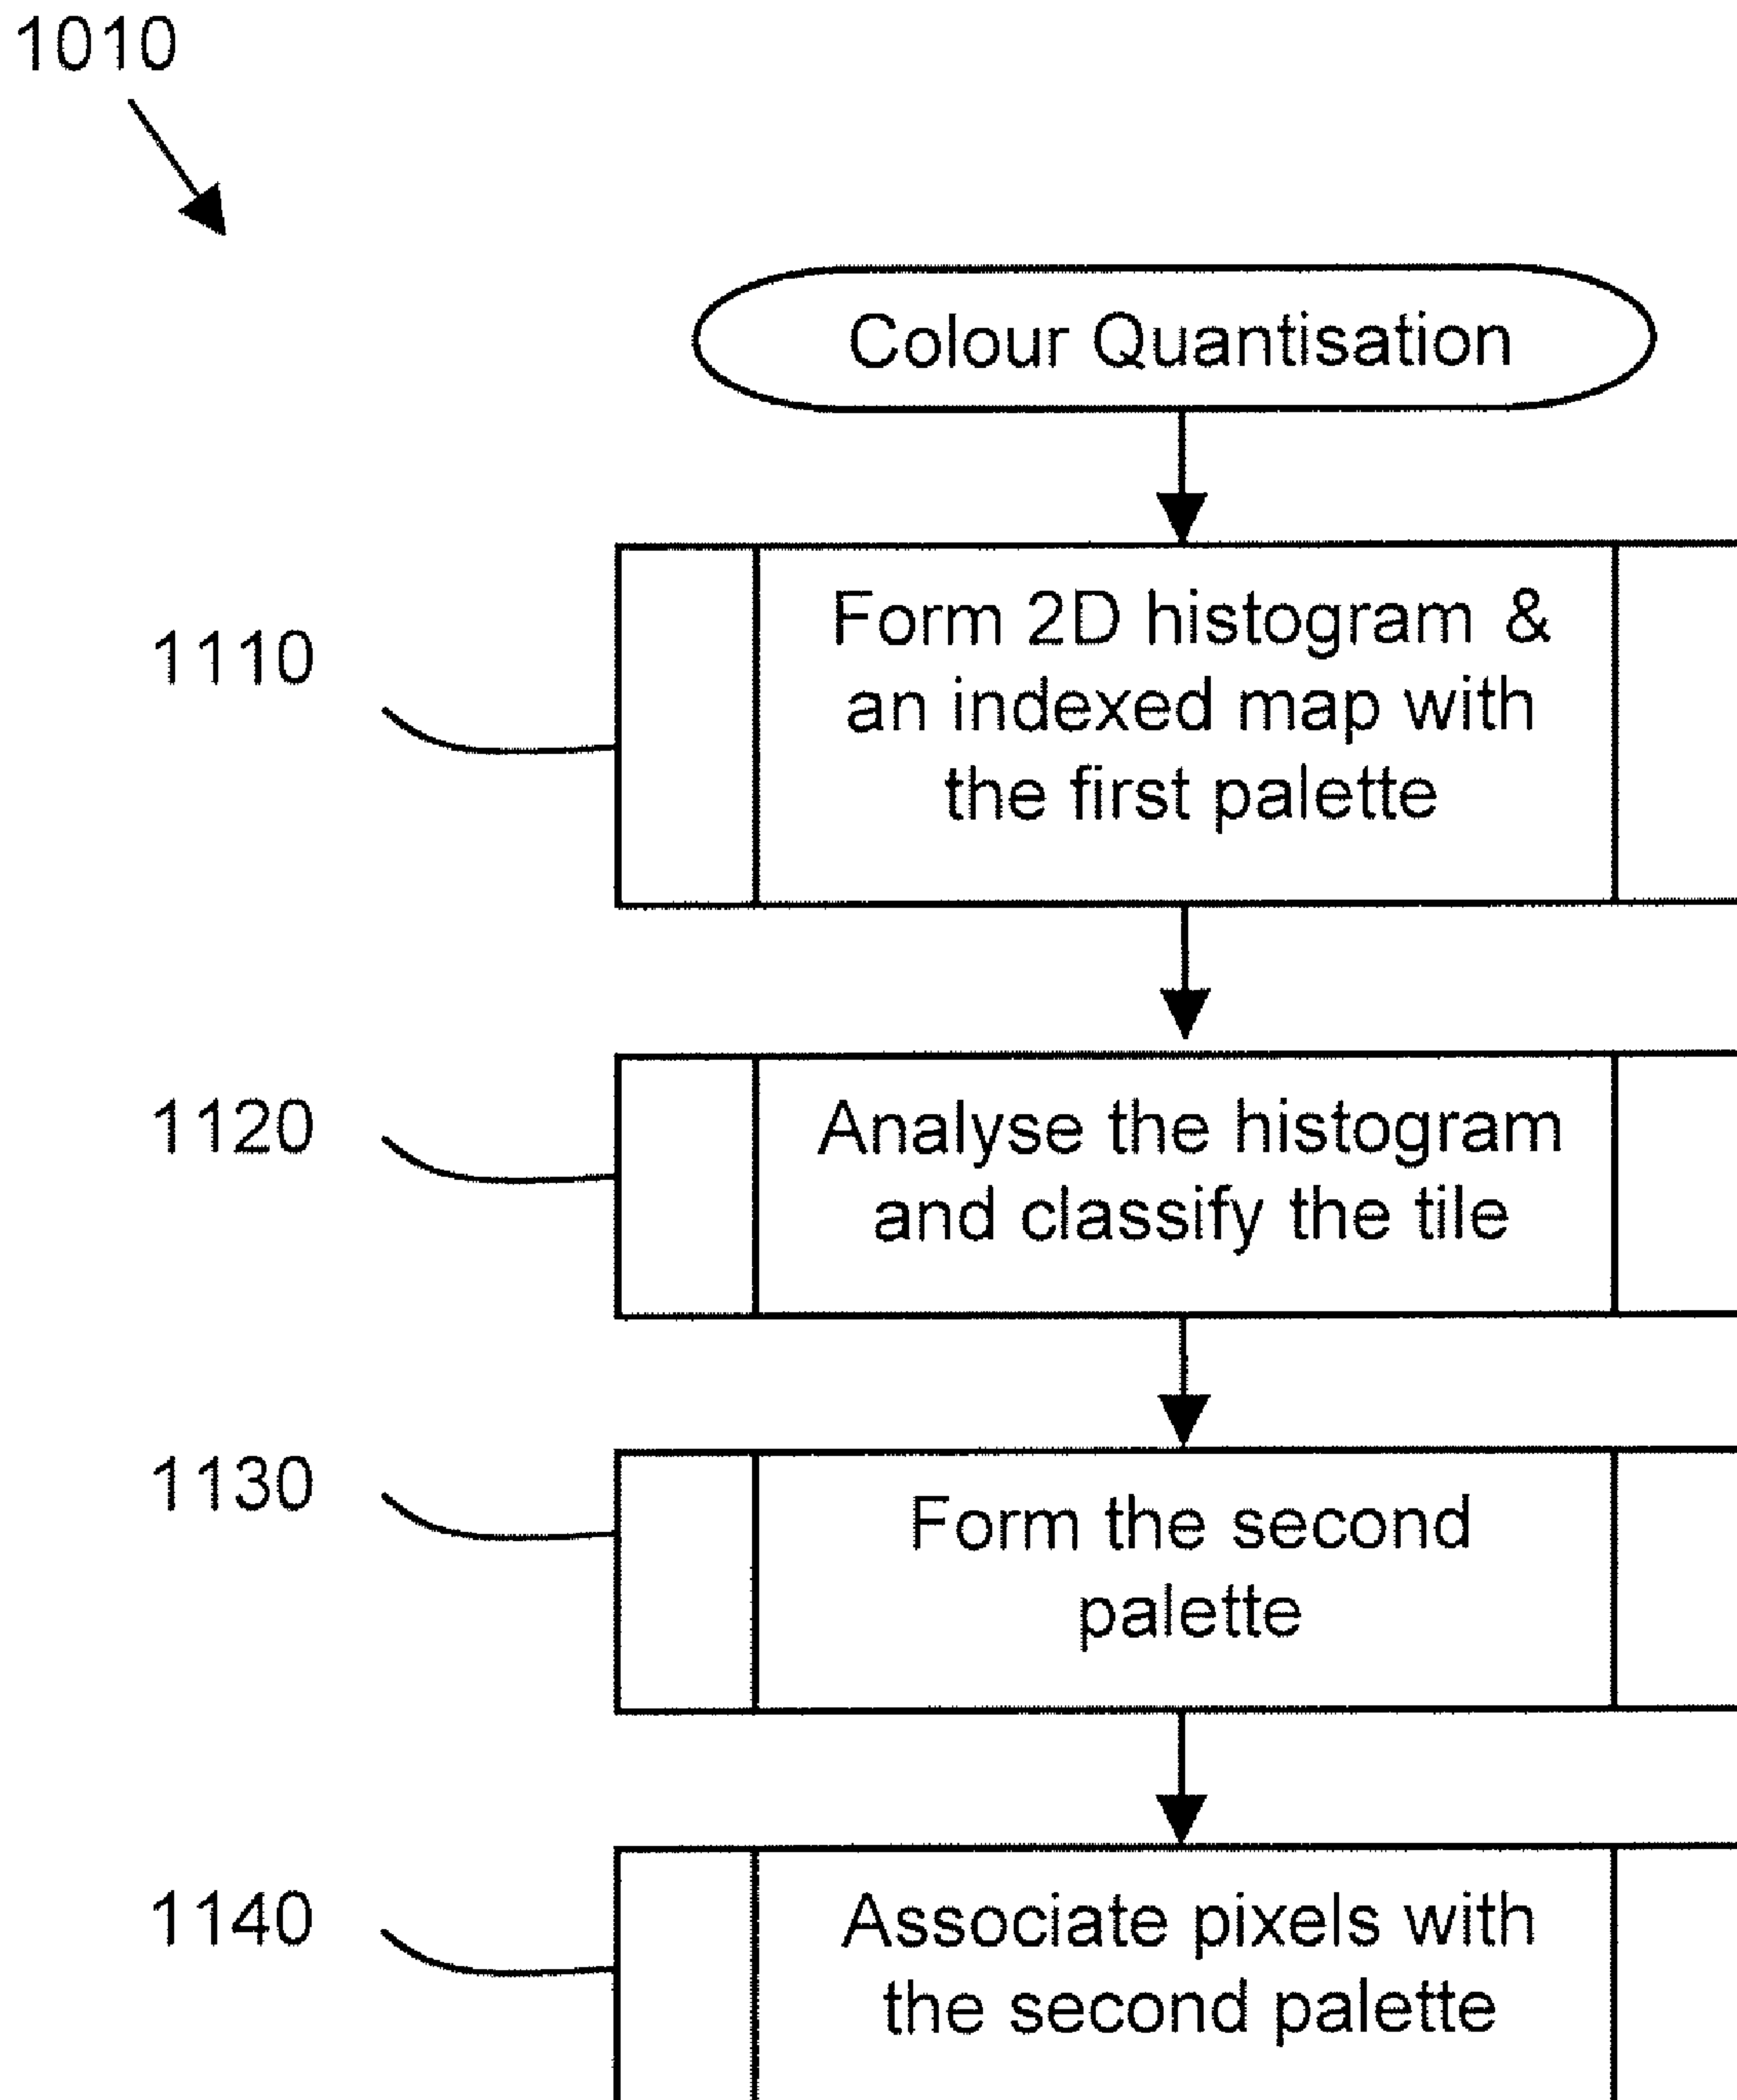 1010
Colour Quantisation
1110
Form 2D histogram &
an indexed map with
the first palette
1120
Analyse the histogram
and classify the tile
1130
Form the second
palette
1140
Associate pixels with
the second palette